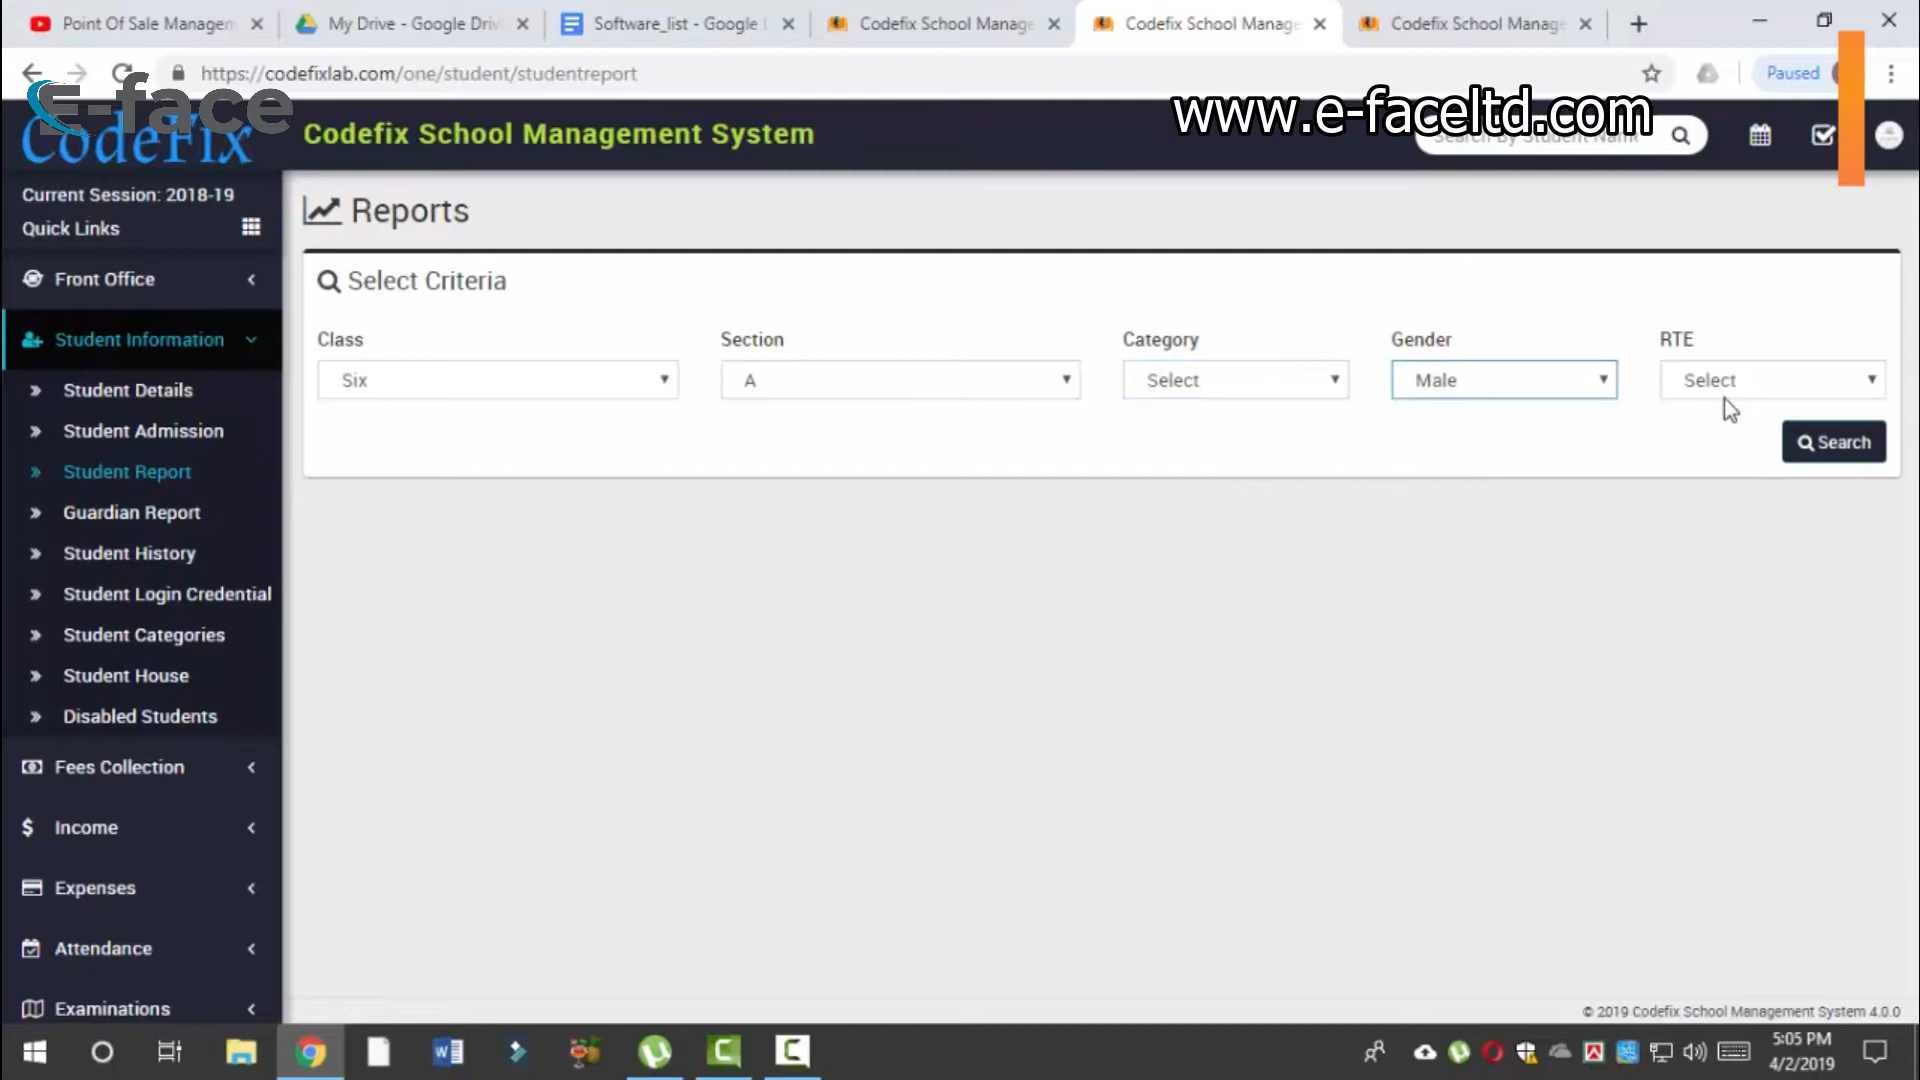 Point Of Sale Managem
My Drive - Google Driv
Software_list - Google
Codefix School Manage
Codefix School Manage
Codefix School Manage
https://codefixlab.com/one/student/studentreport
Paused
E-face
www.e-faceltd.com
CodeFix
Codefix School Management System
Search By Student Name
Current Session: 2018-19
Quick Links
Reports
Front Office
Select Criteria
Student Information
Class
Section
Category
Gender
RTE
Six
A
Select
Male
Select
Search
Student Details
Student Admission
Student Report
Guardian Report
Student History
Student Login Credential
Student Categories
Student House
Disabled Students
Fees Collection
$ Income
Expenses
Attendance
Examinations
© 2019 Codefix School Management System 4.0.0
5:05 PM
4/2/2019